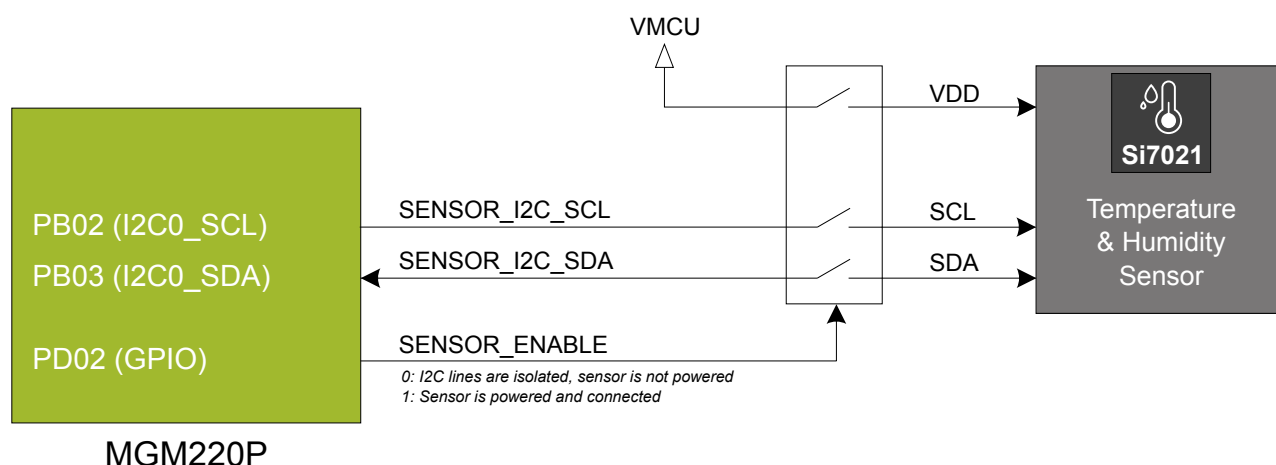 VMCU
VDD
Si7021
PB02 (I2C0_SCL)
SENSOR_I2C_SCL
SCL
Temperature
& Humidity
Sensor
PB03 (I2C0_SDA)
SENSOR_I2C_SDA
SDA
PD02 (GPIO)
SENSOR_ENABLE
0: I2C lines are isolated, sensor is not powered
1: Sensor is powered and connected
MGM220P